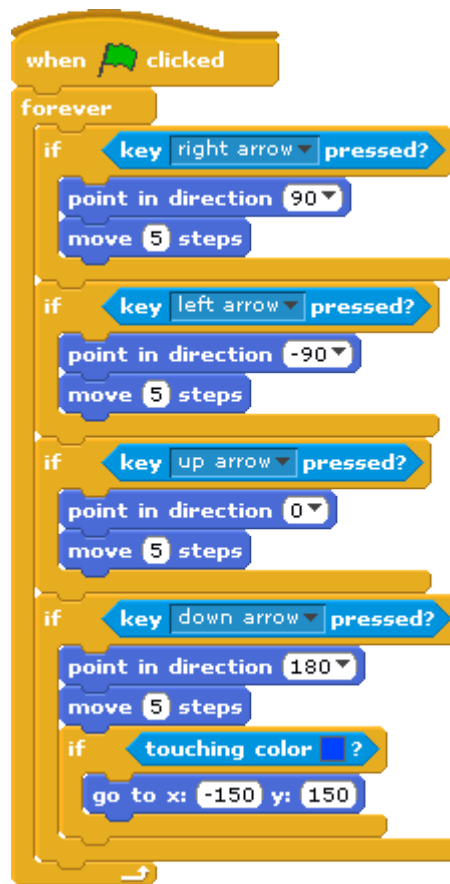 when clicked
forever
if key right arrow pressed?
point in direction 90
move 5 steps
if key left arrow pressed?
point in direction -90
move 5 steps
if key up arrow pressed?
point in direction 0
move 5 steps
if key down arrow pressed?
point in direction 180
move 5 steps
if touching color ?
go to x: -150 y: 150